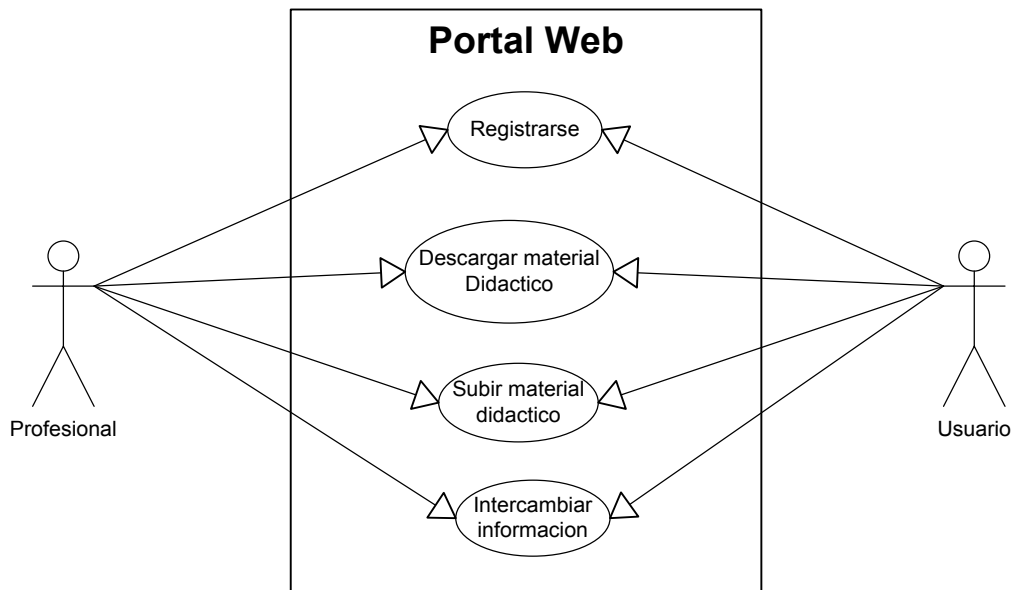 Portal Web
Registrarse
Descargar material
Didactico
Subir material
didactico
Profesional
Usuario
Intercambiar
informacion